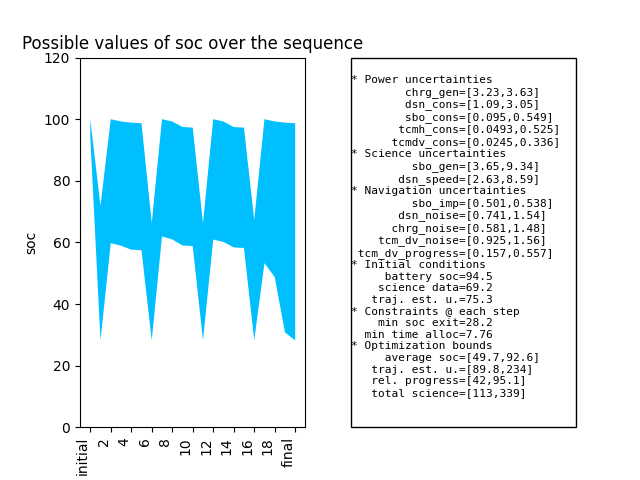 Possible values of soc over the sequence
120
100
80
60
40
20
0
soc
initial
2
4
6
8
10
12
14
16
18
final
* Power uncertainties
chrg_gen=[3.23,3.63]
dsn_cons=[1.09,3.05]
sbo_cons=[0.095,0.549]
tcmh_cons=[0.0493,0.525]
tcmdv_cons=[0.0245,0.336]
* Science uncertainties
sbo_gen=[3.65,9.34]
dsn_speed=[2.63,8.59]
* Navigation uncertainties
sbo_imp=[0.501,0.538]
dsn_noise=[0.741,1.54]
chrg_noise=[0.581,1.48]
tcm_dv_noise=[0.925,1.56]
tcm_dv_progress=[0.157,0.557]
* Initial conditions
battery soc=94.5
science data=69.2
traj. est. u.=75.3
* Constraints @ each step
min soc exit=28.2
min time alloc=7.76
* Optimization bounds
average soc=[49.7,92.6]
traj. est. u.=[89.8,234]
rel. progress=[42,95.1]
total science=[113,339]